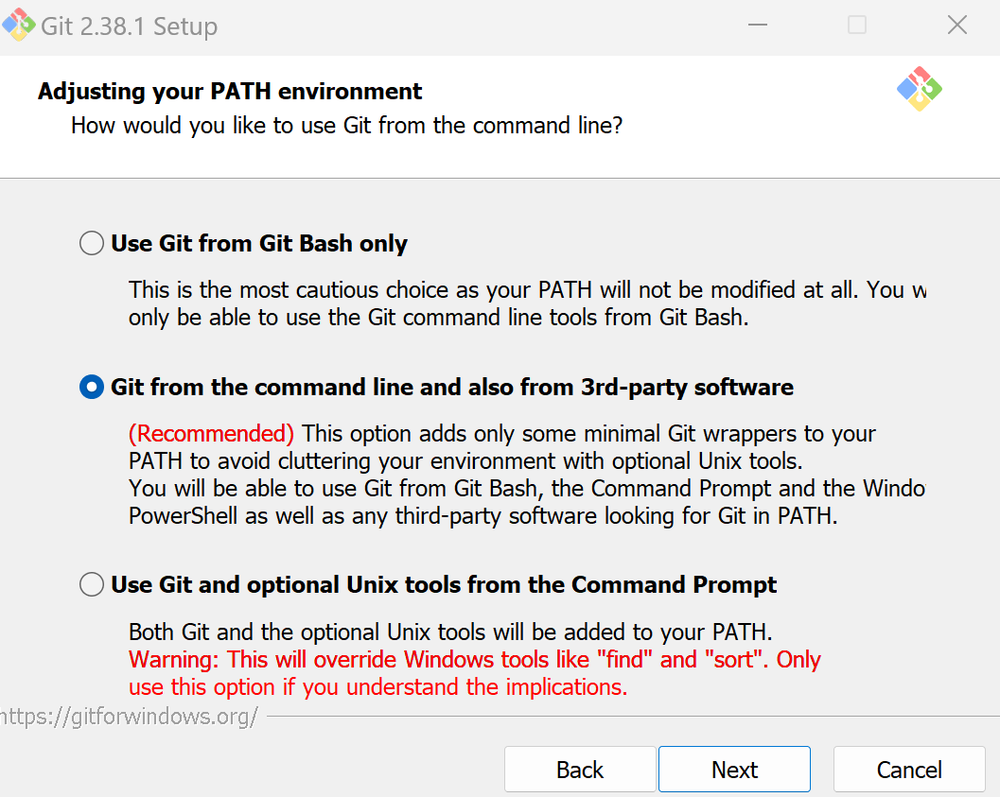 Git 2.38.1 Setup
Adjusting your PATH environment
How would you like to use Git from the command line?
Use Git from Git Bash only
This is the most cautious choice as your PATH will not be modified at all. You
only be able to use the Git command line tools from Git Bash.
Git from the command line and also from 3rd-party software
(Recommended) This option adds only some minimal Git wrappers to your
PATH to avoid cluttering your environment with optional Unix tools.
You will be able to use Git from Git Bash, the Command Prompt and the
PowerShell as well as any third-party software looking for Git in PATH.
Use Git and optional Unix tools from the Command Prompt
Both Git and the optional Unix tools will be added to your PATH.
Warning: This will override Windows tools like "find" and "sort". Only
use this option if you understand the implications.
https://gitforwindows.org/
Back
Next
Cancel